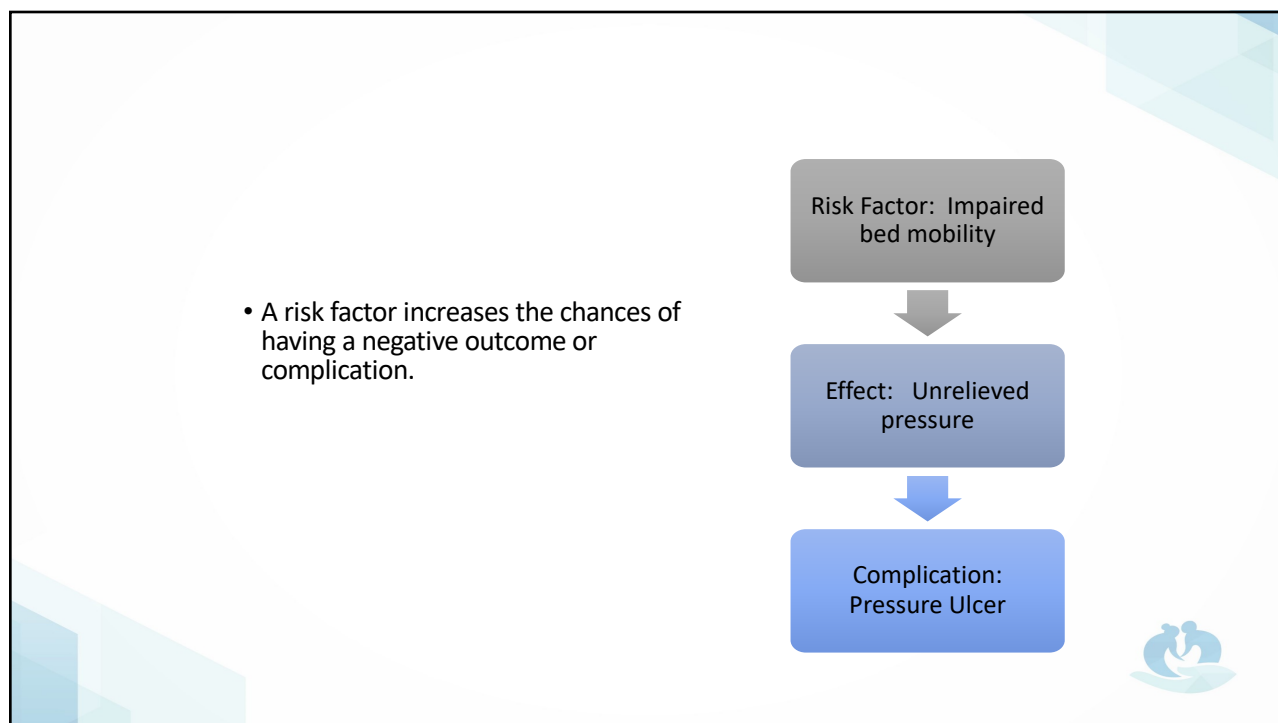 • A risk factor increases the chances of
having a negative outcome or
complication.
Risk Factor:  Impaired
bed mobility
Effect:   Unrelieved
pressure
Complication:
Pressure Ulcer